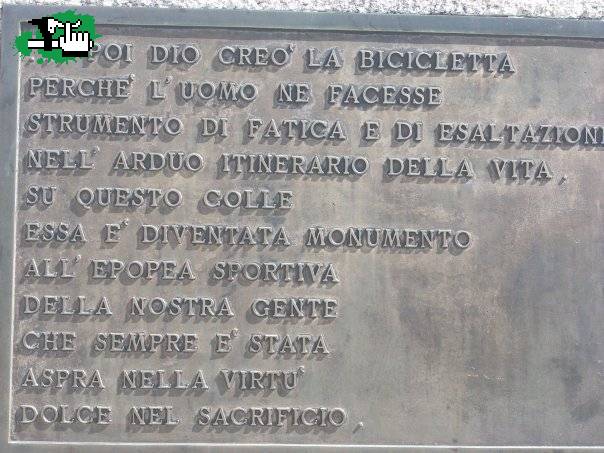 POI DIO CREO' LA BICICLETTA
PERCHE' L'UOMO NE FACESSE
STRUMENTO DI FATICA E DI ESALTAZION
NELL' ARDUO ITINERARIO DELLA VITA,
SU QUESTO COLLE
ESSA E' DIVENTATA MONUMENTO
ALL' EPOPEA SPORTIVA
DELLA NOSTRA GENTE
CHE SEMPRE E' STATA
ASPRA NELLA VIRTU'
DOLCE NEL SACRIFICIO,